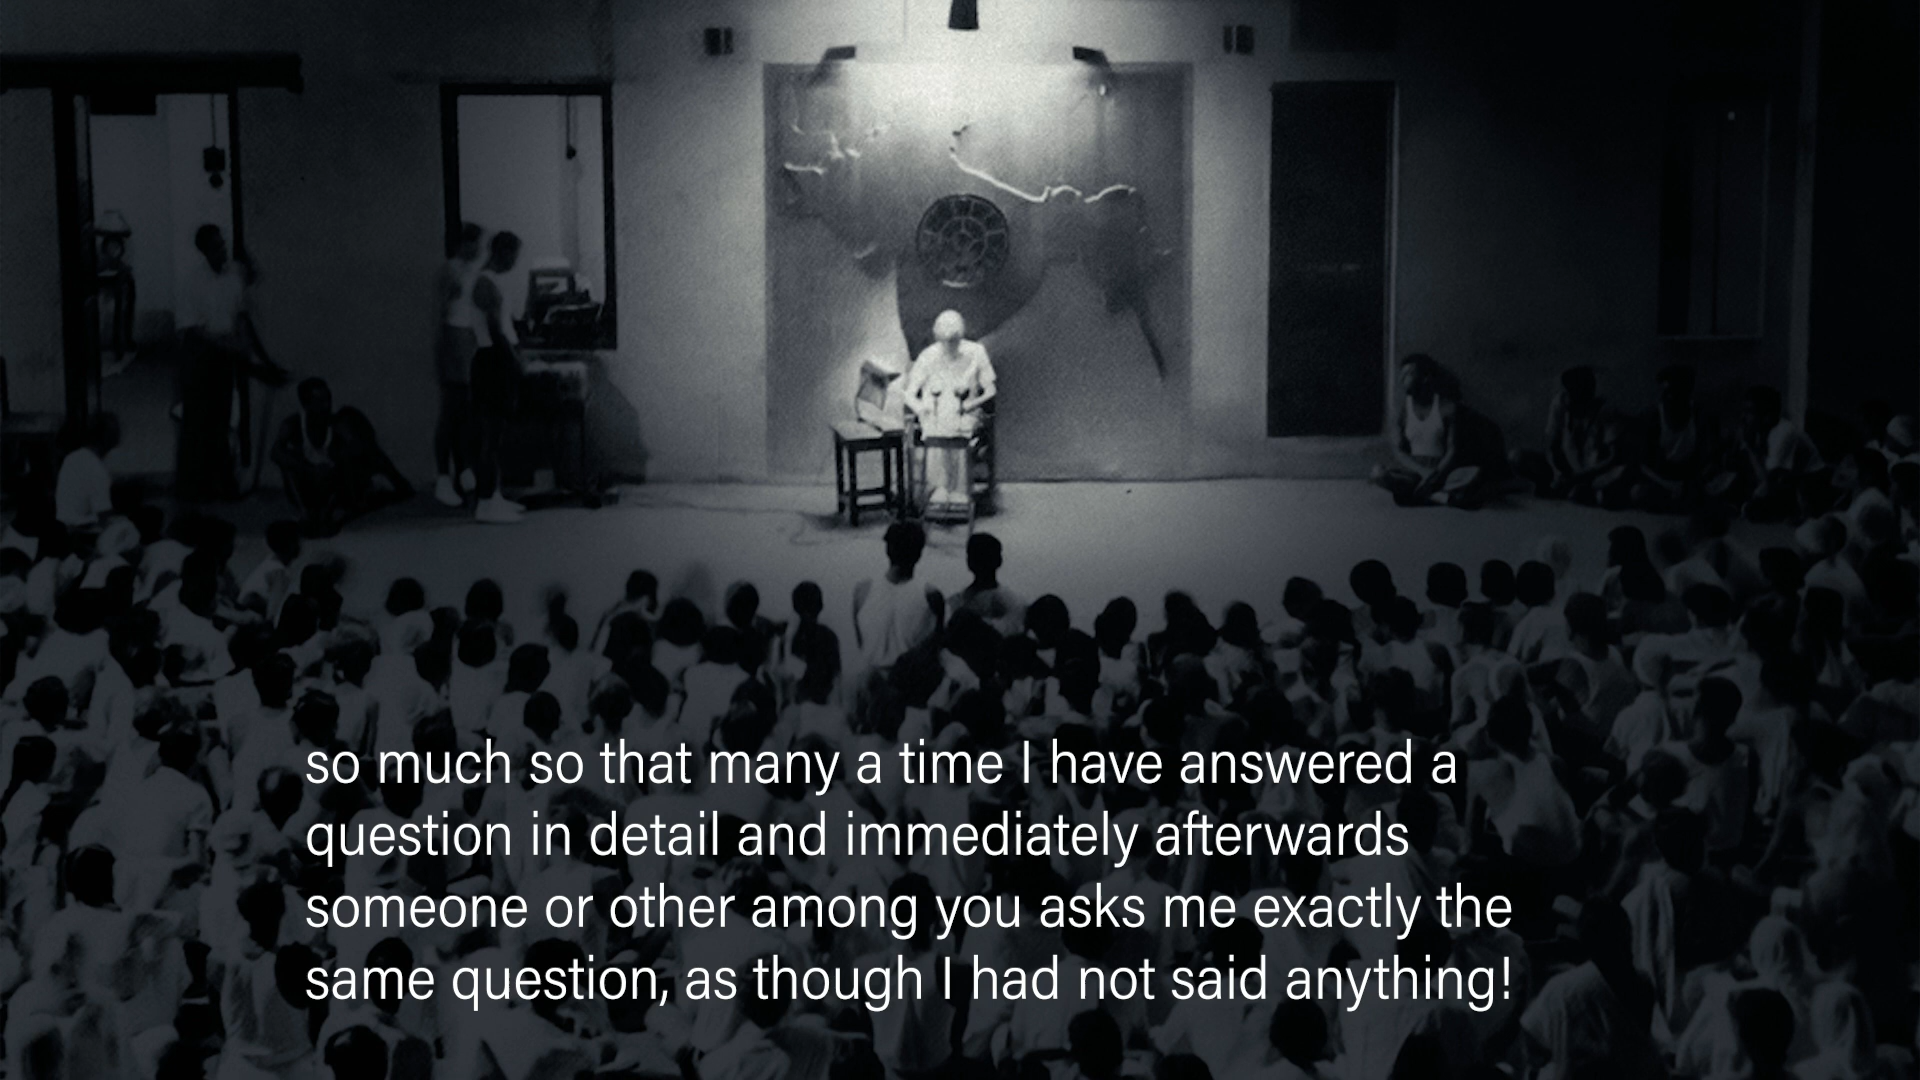 so much so that many a time I have answered a
question in detail and immediately afterwards
someone or other among you asks me exactly the
same question, as though I had not said anything!